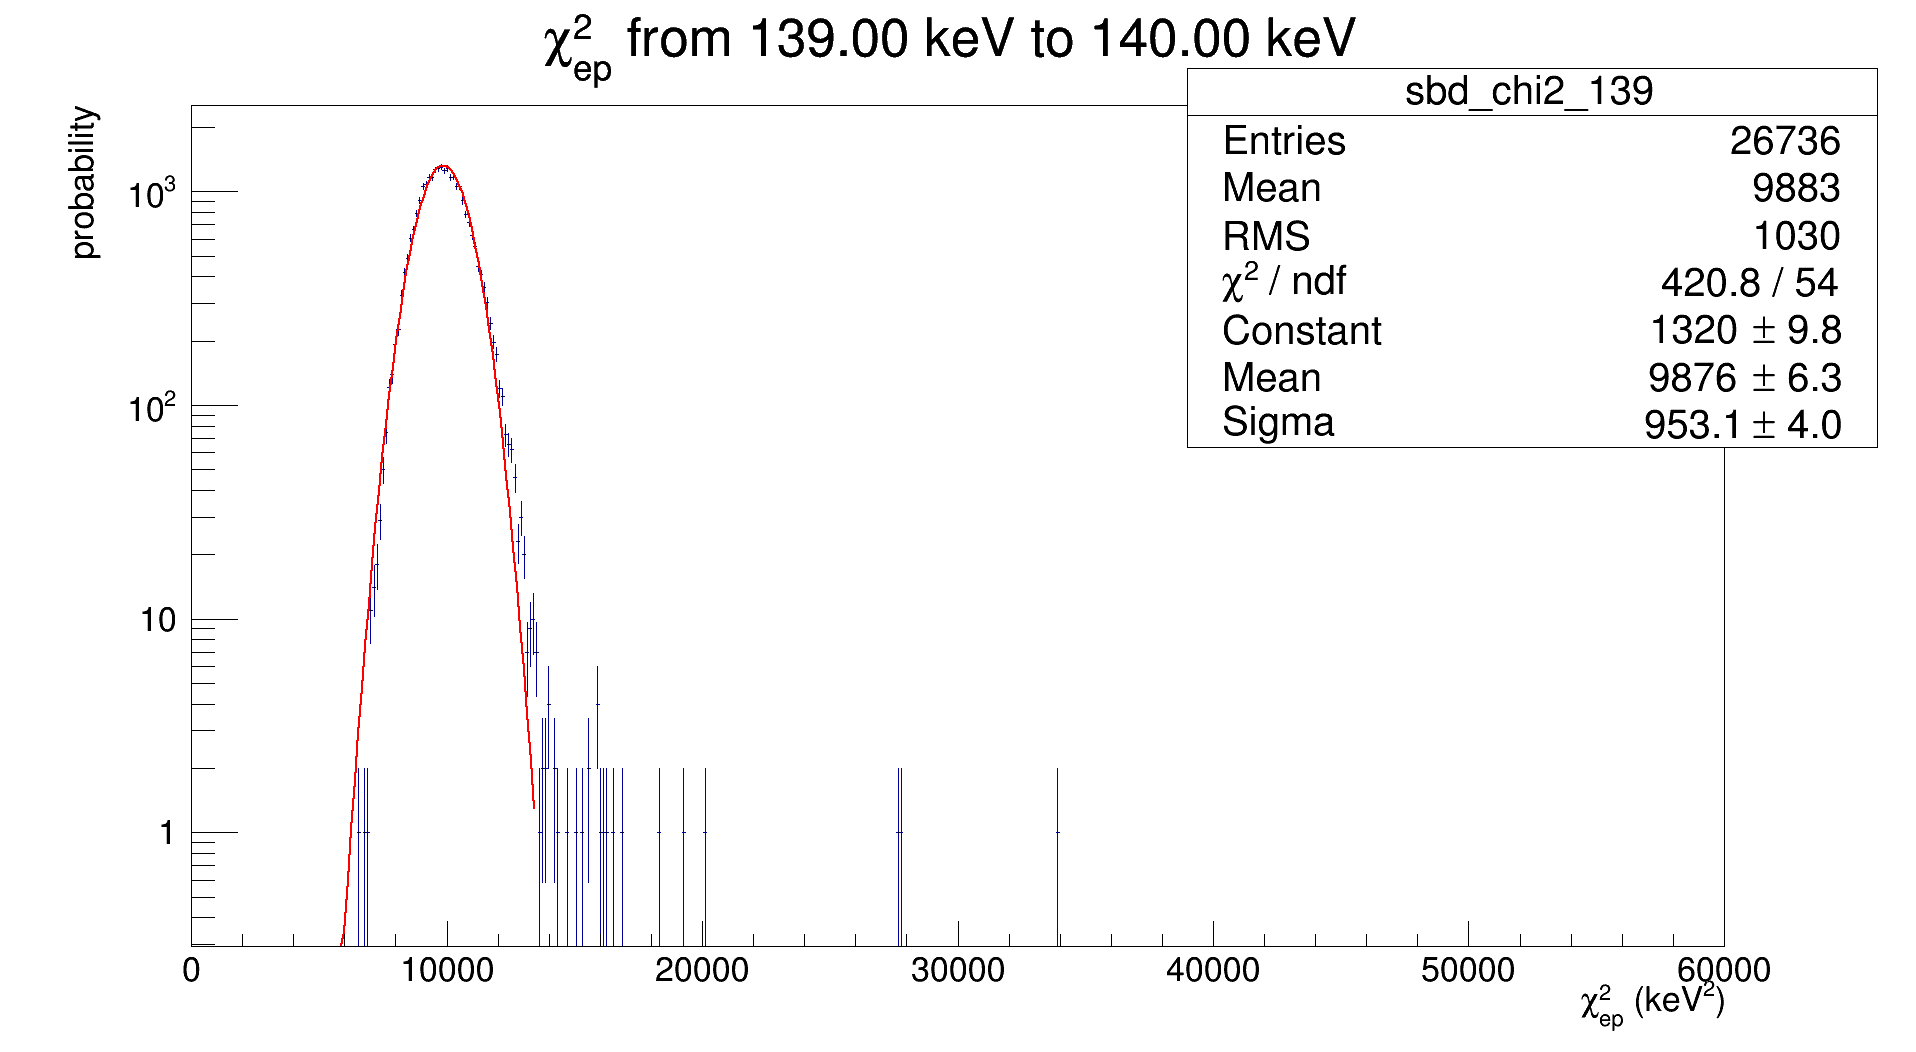 χ²ep from 139.00 keV to 140.00 keV
sbd_chi2_139
Entries 26736
Mean 9883
RMS 1030
χ² / ndf 420.8 / 54
Constant 1320 ± 9.8
Mean 9876 ± 6.3
Sigma 953.1 ± 4.0
probability
10³
10²
10
1
0 10000 20000 30000 40000 50000 60000
χ²ep (keV²)